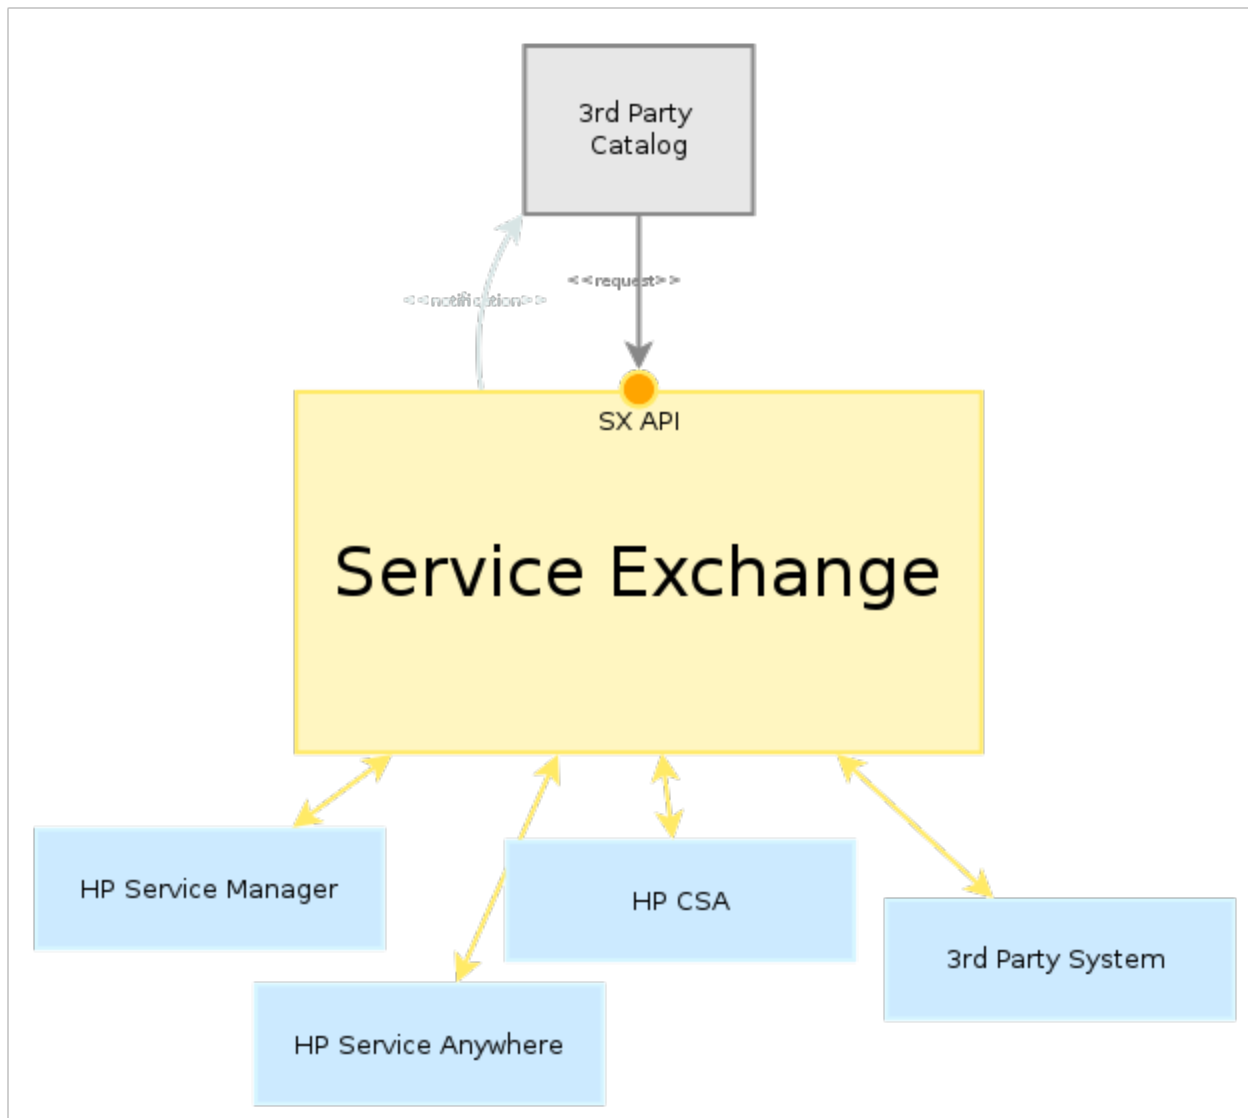 3rd Party
Catalog
<<request>>
<<notification>>
SX API
Service Exchange
HP Service Manager
HP CSA
3rd Party System
HP Service Anywhere